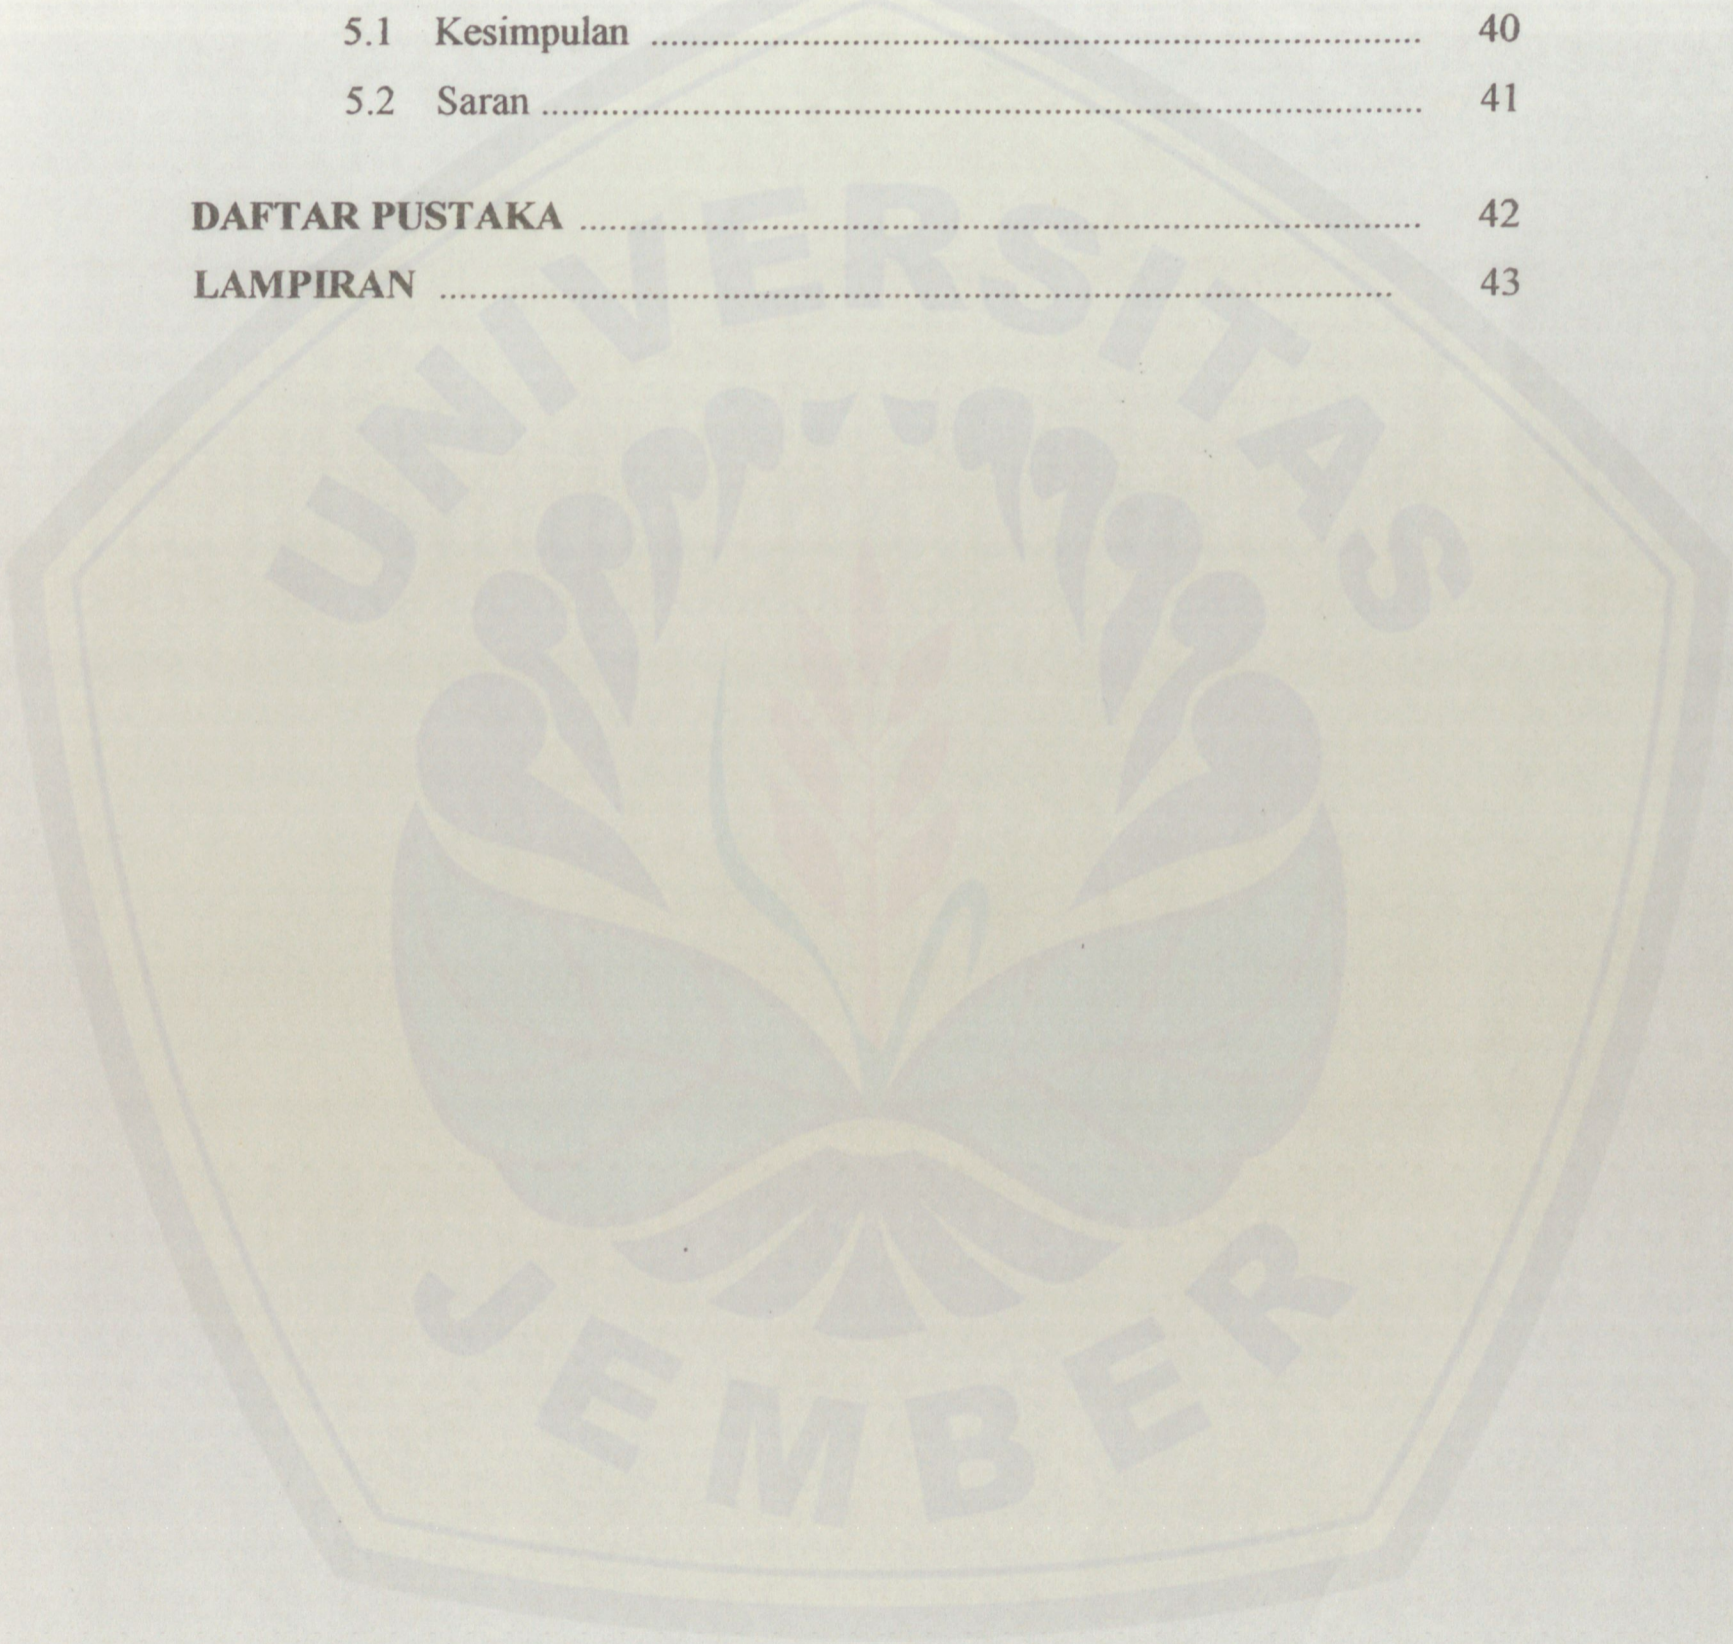 5.1 Kesimpulan ........................................................................ 40
5.2 Saran ........................................................................ 41
DAFTAR PUSTAKA ........................................................................ 42
LAMPIRAN ........................................................................ 43
UNIVERSITAS
JEMBER